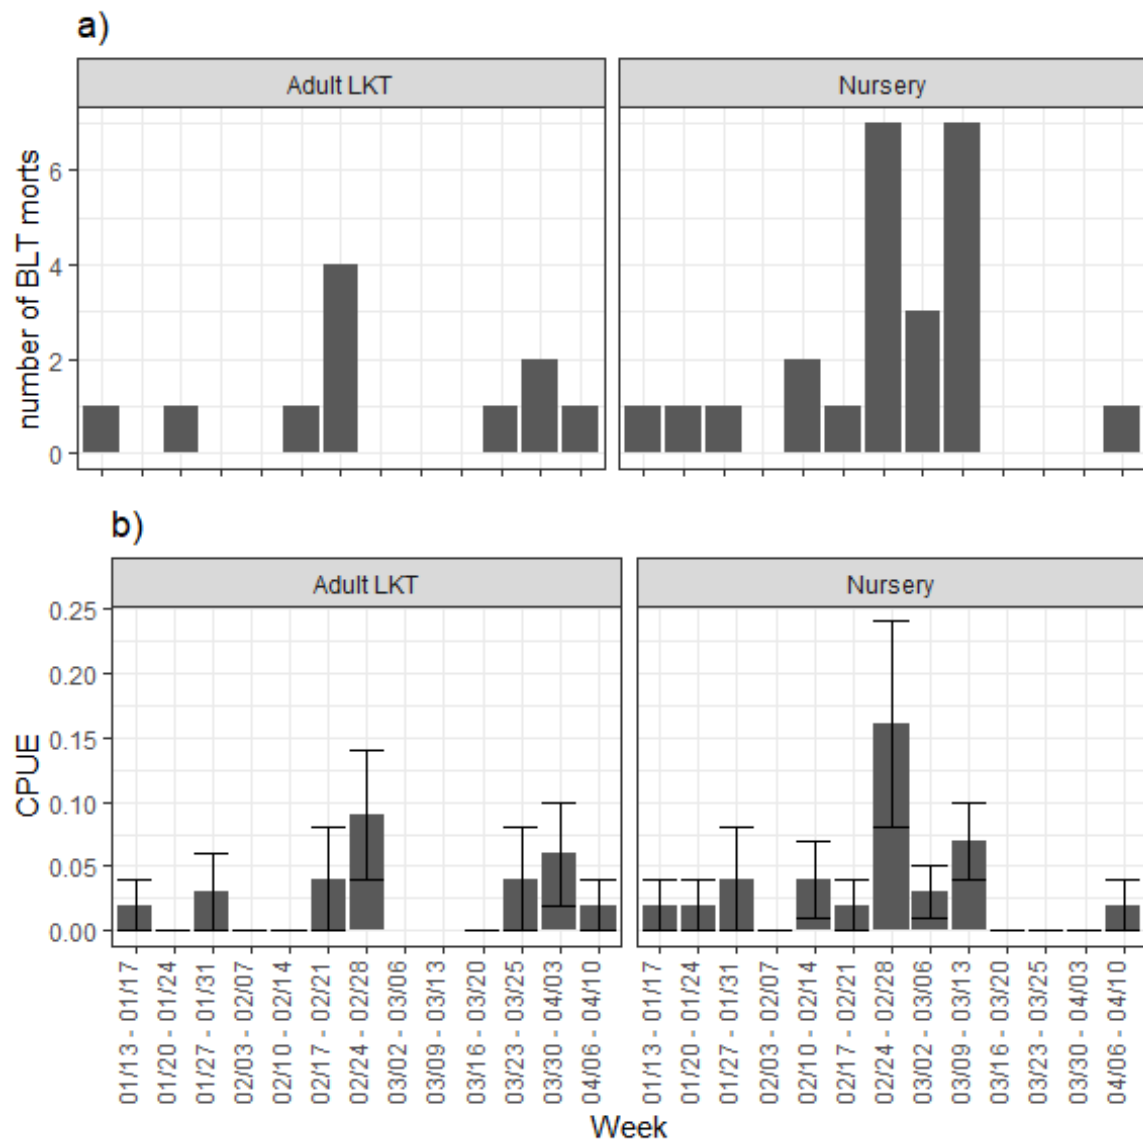 a)
Adult LKT
Nursery
number of BLT morts
6
4
2
0
b)
Adult LKT
Nursery
CPUE
0.25
0.20
0.15
0.10
0.05
0.00
01/13 - 01/17
01/20 - 01/24
01/27 - 01/31
02/03 - 02/07
02/10 - 02/14
02/17 - 02/21
02/24 - 02/28
03/02 - 03/06
03/09 - 03/13
03/16 - 03/20
03/23 - 03/25
03/30 - 04/03
04/06 - 04/10
01/13 - 01/17
01/20 - 01/24
01/27 - 01/31
02/03 - 02/07
02/10 - 02/14
02/17 - 02/21
02/24 - 02/28
03/02 - 03/06
03/09 - 03/13
03/16 - 03/20
03/23 - 03/25
03/30 - 04/03
04/06 - 04/10
Week